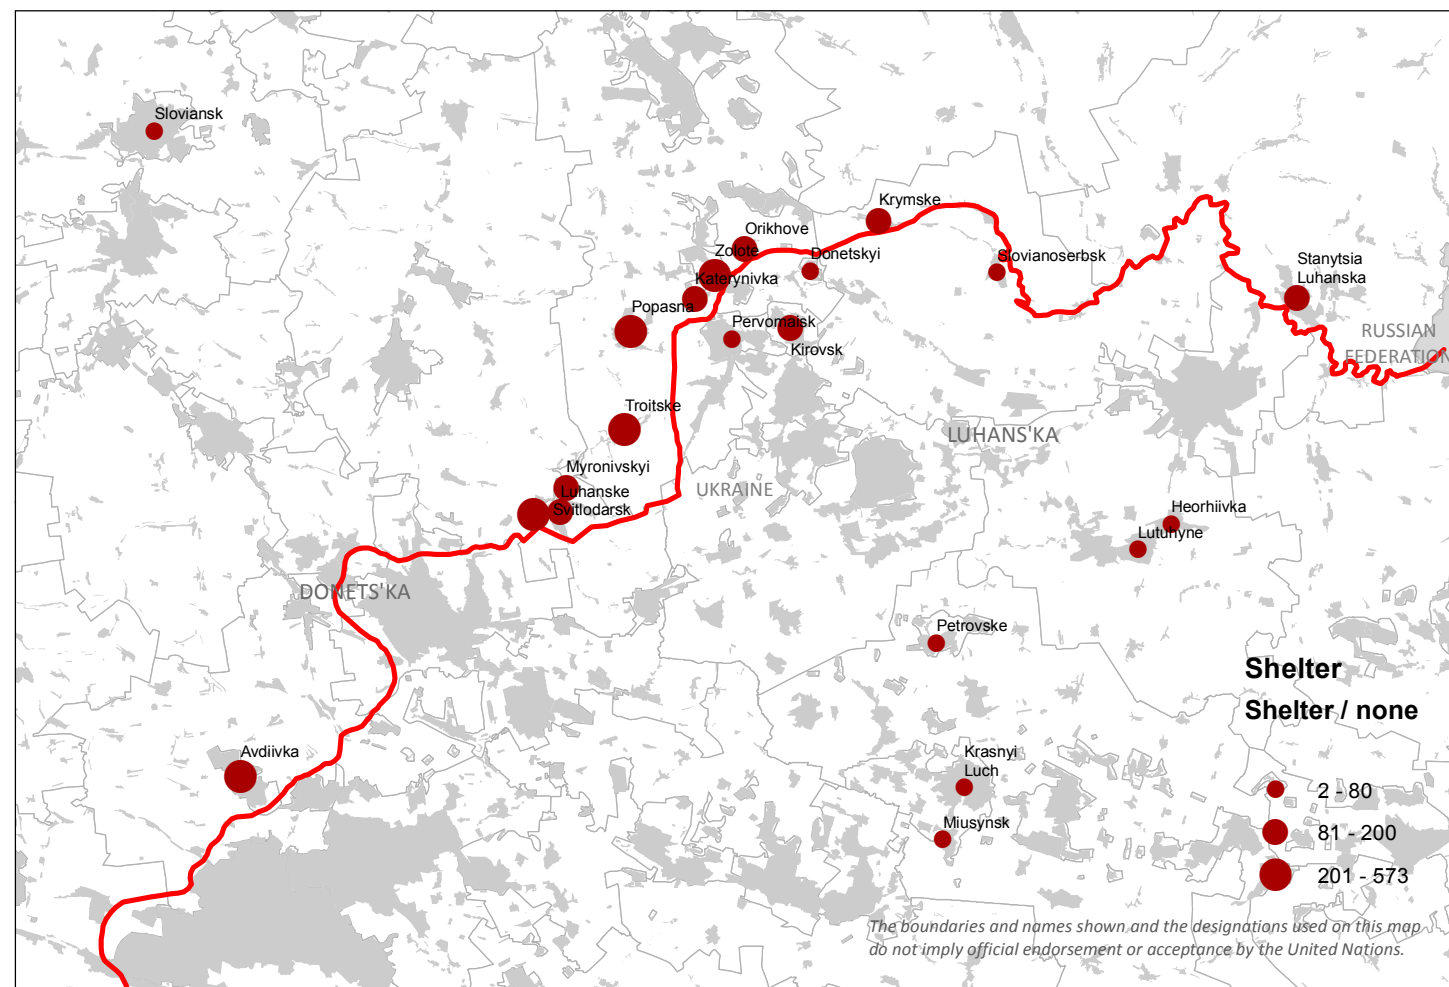 Sloviansk
Krymske
Orikhove
Zolote
Donetskyi
Slovianoserbsk
Stanytsia
Luhanska
Katerynivka
Popasna
Pervomaisk
Kirovsk
RUSSIAN
FEDERATION
Troitske
LUHANS'KA
Myronivskyi
Luhanske
UKRAINE
Svitlodarsk
Heorhiivka
Lutuhyne
DONETS'KA
Petrovske
Avdiivka
Krasnyi
Luch
Miusynsk
Shelter
Shelter / none
2 - 80
81 - 200
201 - 573
The boundaries and names shown and the designations used on this map
do not imply official endorsement or acceptance by the United Nations.